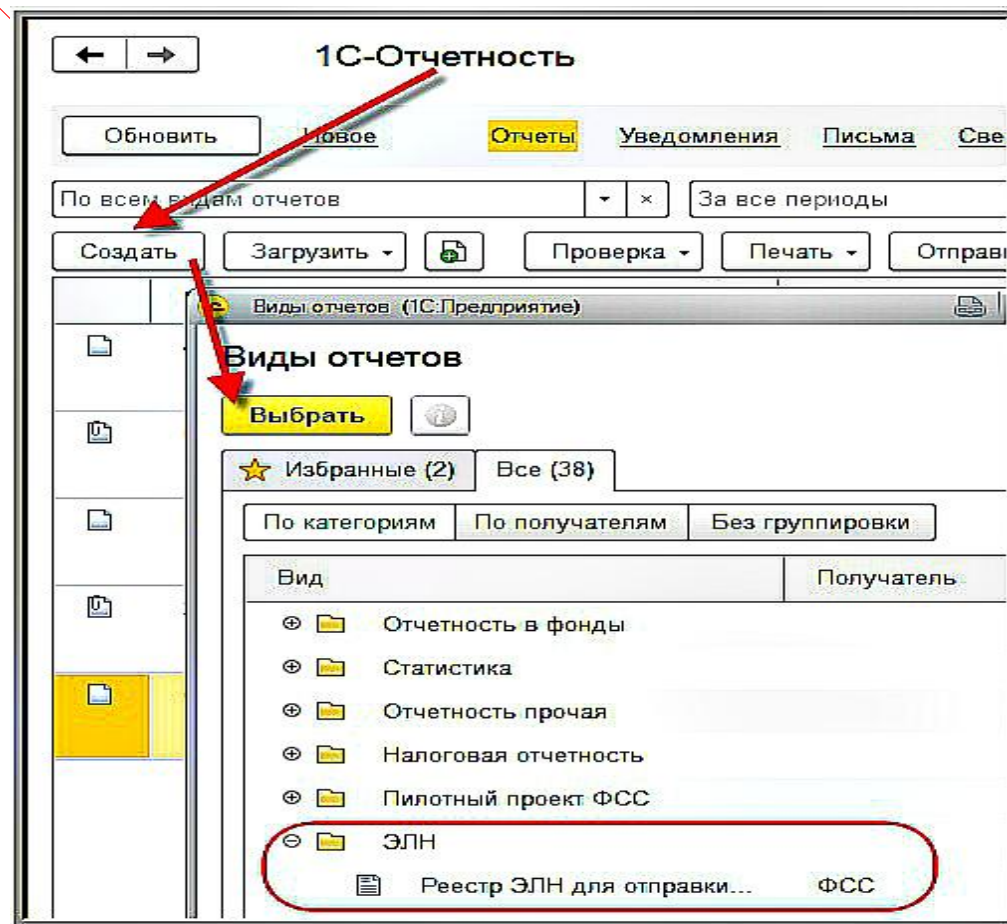 1С-Отчетность
Обновить Новое Отчеты Уведомления Письма Све
По всем видам отчетов За все периоды
Создать Загрузить Проверка Печать Отправ
Виды отчетов (1С:Предприятие)
Виды отчетов
Выбрать
Избранные (2) Все (38)
По категориям По получателям Без группировки
Вид Получатель
Отчетность в фонды
Статистика
Отчетность прочая
Налоговая отчетность
Пилотный проект ФСС
ЭЛН
Реестр ЭЛН для отправки... ФСС